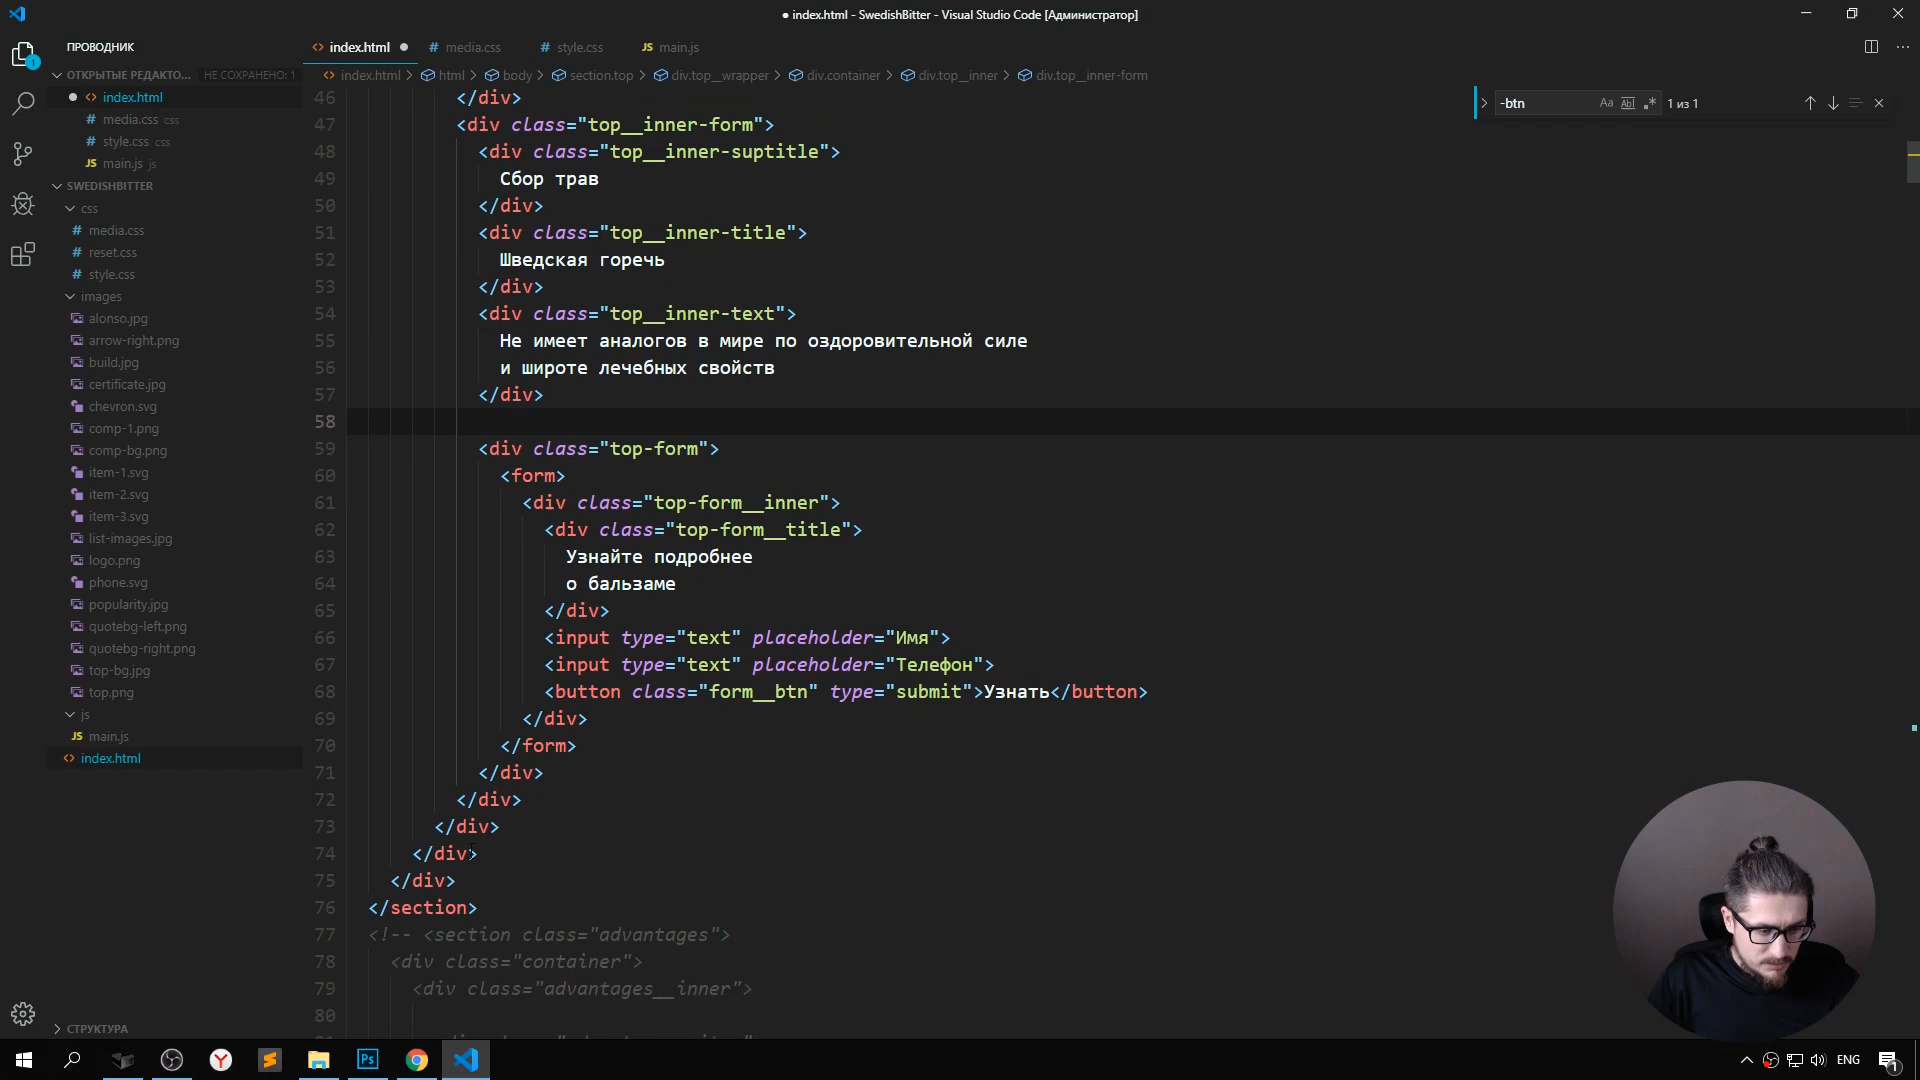 ● index.html - SwedishBitter - Visual Studio Code [Администратор]
ПРОВОДНИК
index.html ●
media.css
style.css
JS main.js
ОТКРЫТЫЕ РЕДАКТО...
НЕ СОХРАНЕНО: 1
index.html > html > body > section.top > div.top__wrapper > div.container > div.top__inner > div.top__inner-form
● <> index.html
# media.css css
# style.css css
JS main.js js
SWEDISHBITTER
css
# media.css
# reset.css
# style.css
images
alonso.jpg
arrow-right.png
build.jpg
certificate.jpg
chevron.svg
comp-1.png
comp-bg.png
item-1.svg
item-2.svg
item-3.svg
list-images.jpg
logo.png
phone.svg
popularity.jpg
quotebg-left.png
quotebg-right.png
top-bg.jpg
top.png
js
JS main.js
<> index.html
СТРУКТУРА
-btn
Aa
1 из 1
46 </div>
47 <div class="top__inner-form">
48 <div class="top__inner-suptitle">
49 Сбор трав
50 </div>
51 <div class="top__inner-title">
52 Шведская горечь
53 </div>
54 <div class="top__inner-text">
55 Не имеет аналогов в мире по оздоровительной силе
56 и широте лечебных свойств
57 </div>
58
59 <div class="top-form">
60 <form>
61 <div class="top-form__inner">
62 <div class="top-form__title">
63 Узнайте подробнее
64 о бальзаме
65 </div>
66 <input type="text" placeholder="Имя">
67 <input type="text" placeholder="Телефон">
68 <button class="form__btn" type="submit">Узнать</button>
69 </div>
70 </form>
71 </div>
72 </div>
73 </div>
74 </div>
75 </div>
76 </section>
77 <!-- <section class="advantages">
78 <div class="container">
79 <div class="advantages__inner">
80
Ps
ENG